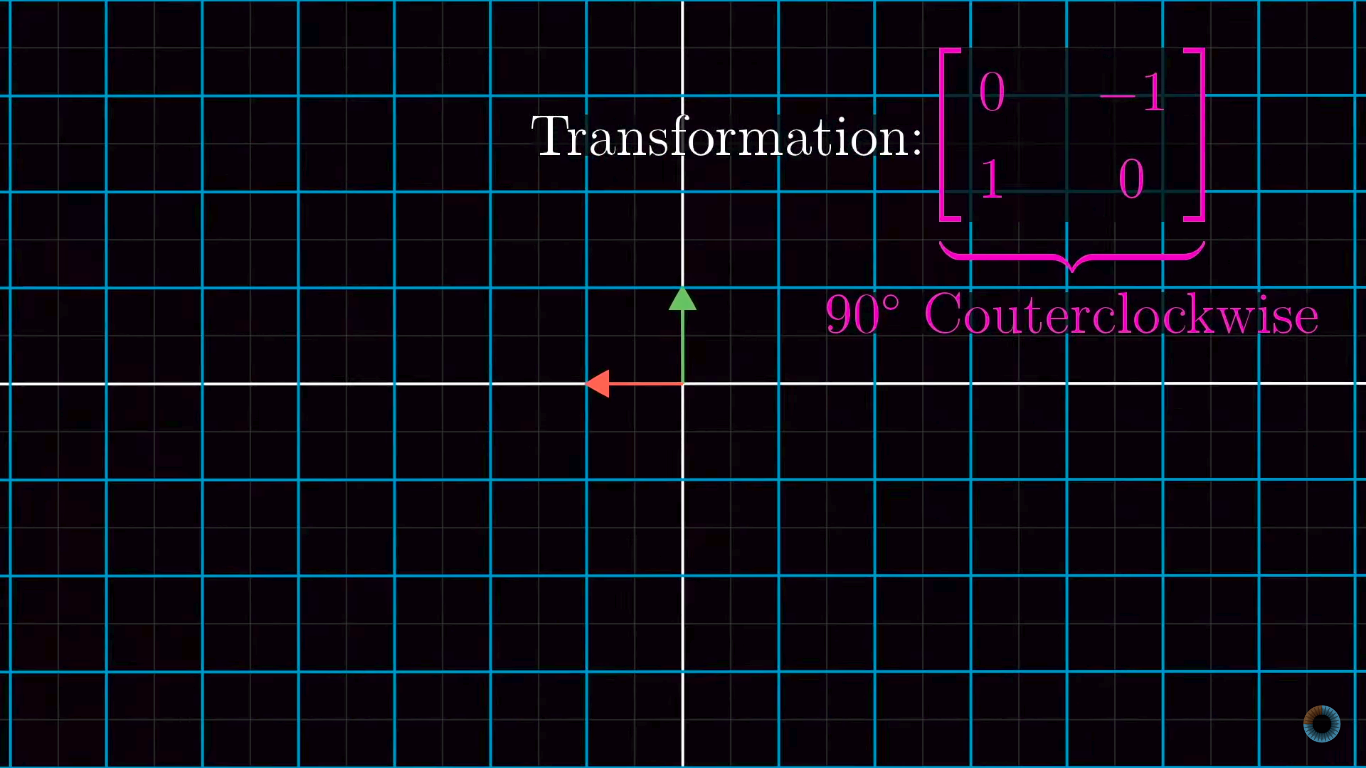 Transformation:
0 −1
1 0
90° Couterclockwise